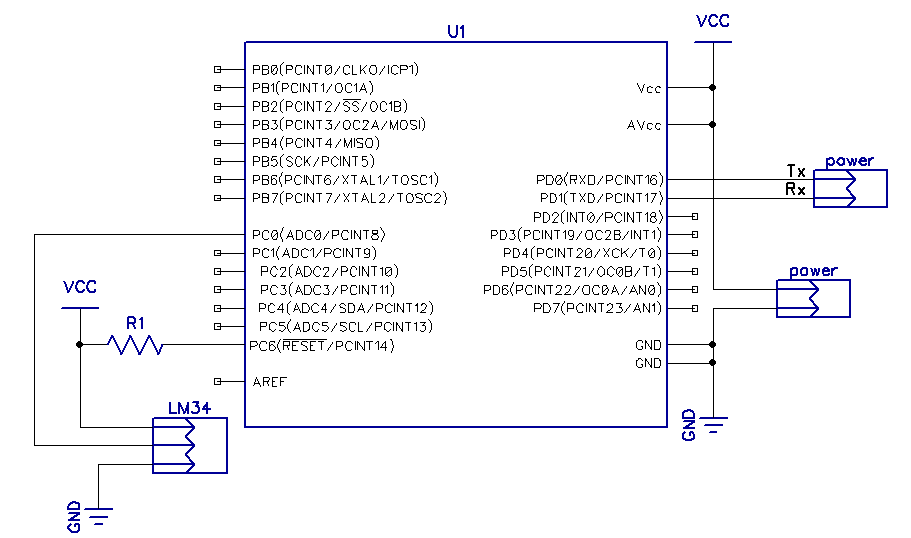 U1
VCC
PB0(PCINT0/CLKO/ICP1)
PB1(PCINT1/OC1A)
PB2(PCINT2/SS/OC1B)
PB3(PCINT3/OC2A/MOSI)
PB4(PCINT4/MISO)
PB5(SCK/PCINT5)
PB6(PCINT6/XTAL1/TOSC1)
PB7(PCINT7/XTAL2/TOSC2)
PC0(ADC0/PCINT8)
PC1(ADC1/PCINT9)
PC2(ADC2/PCINT10)
PC3(ADC3/PCINT11)
PC4(ADC4/SDA/PCINT12)
PC5(ADC5/SCL/PCINT13)
PC6(RESET/PCINT14)
AREF
Vcc
AVcc
PD0(RXD/PCINT16)
PD1(TXD/PCINT17)
PD2(INT0/PCINT18)
PD3(PCINT19/OC2B/INT1)
PD4(PCINT20/XCK/T0)
PD5(PCINT21/OC0B/T1)
PD6(PCINT22/OC0A/AN0)
PD7(PCINT23/AN1)
GND
GND
power
Tx
Rx
power
GND
VCC
R1
LM34
GND